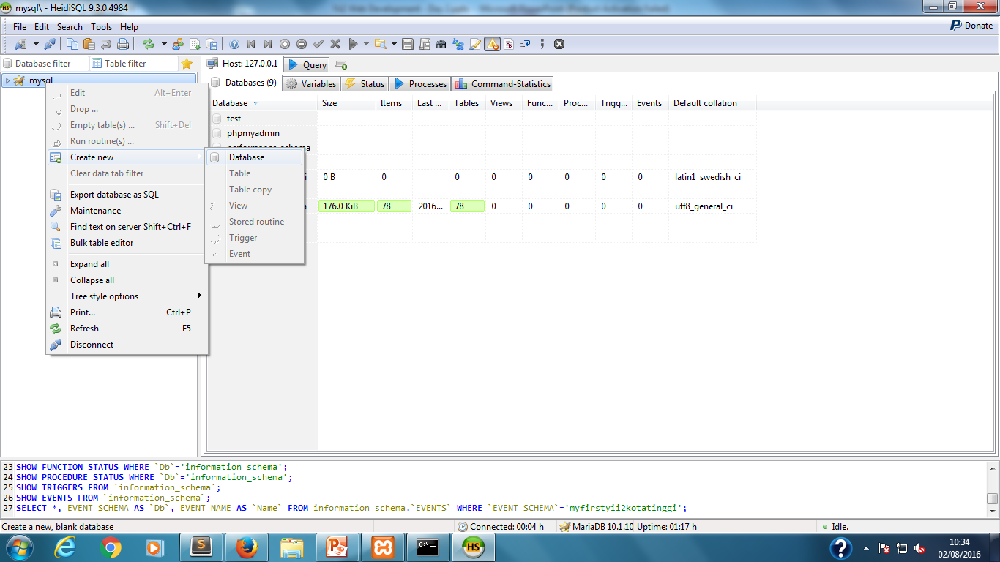 mysql\ - HeidiSQL 9.3.0.4984
File Edit Search Tools Help
Donate
Database filter Table filter
Host: 127.0.0.1 Query
mysql
Databases (9) Variables Status Processes Command-Statistics
Database Size Items Last ... Tables Views Func... Proc... Trigg... Events Default collation
test
phpmyadmin
performance_schema
i 0 B 0 0 0 0 0 0 0 latin1_swedish_ci
a 176.0 KiB 78 2016... 78 0 0 0 0 0 utf8_general_ci
Edit Alt+Enter
Drop ...
Empty table(s) ... Shift+Del
Run routine(s) ...
Create new
Clear data tab filter
Export database as SQL
Maintenance
Find text on server Shift+Ctrl+F
Bulk table editor
Expand all
Collapse all
Tree style options
Print... Ctrl+P
Refresh F5
Disconnect
Database
Table
Table copy
View
Stored routine
Trigger
Event
23 SHOW FUNCTION STATUS WHERE `Db`='information_schema';
24 SHOW PROCEDURE STATUS WHERE `Db`='information_schema';
25 SHOW TRIGGERS FROM `information_schema`;
26 SHOW EVENTS FROM `information_schema`;
27 SELECT *, EVENT_SCHEMA AS `Db`, EVENT_NAME AS `Name` FROM information_schema.`EVENTS` WHERE `EVENT_SCHEMA`='myfirstyii2kotatinggi';
Create a new, blank database Connected: 00:04 h MariaDB 10.1.10 Uptime: 01:17 h Idle.
S P HS
10:34
02/08/2016